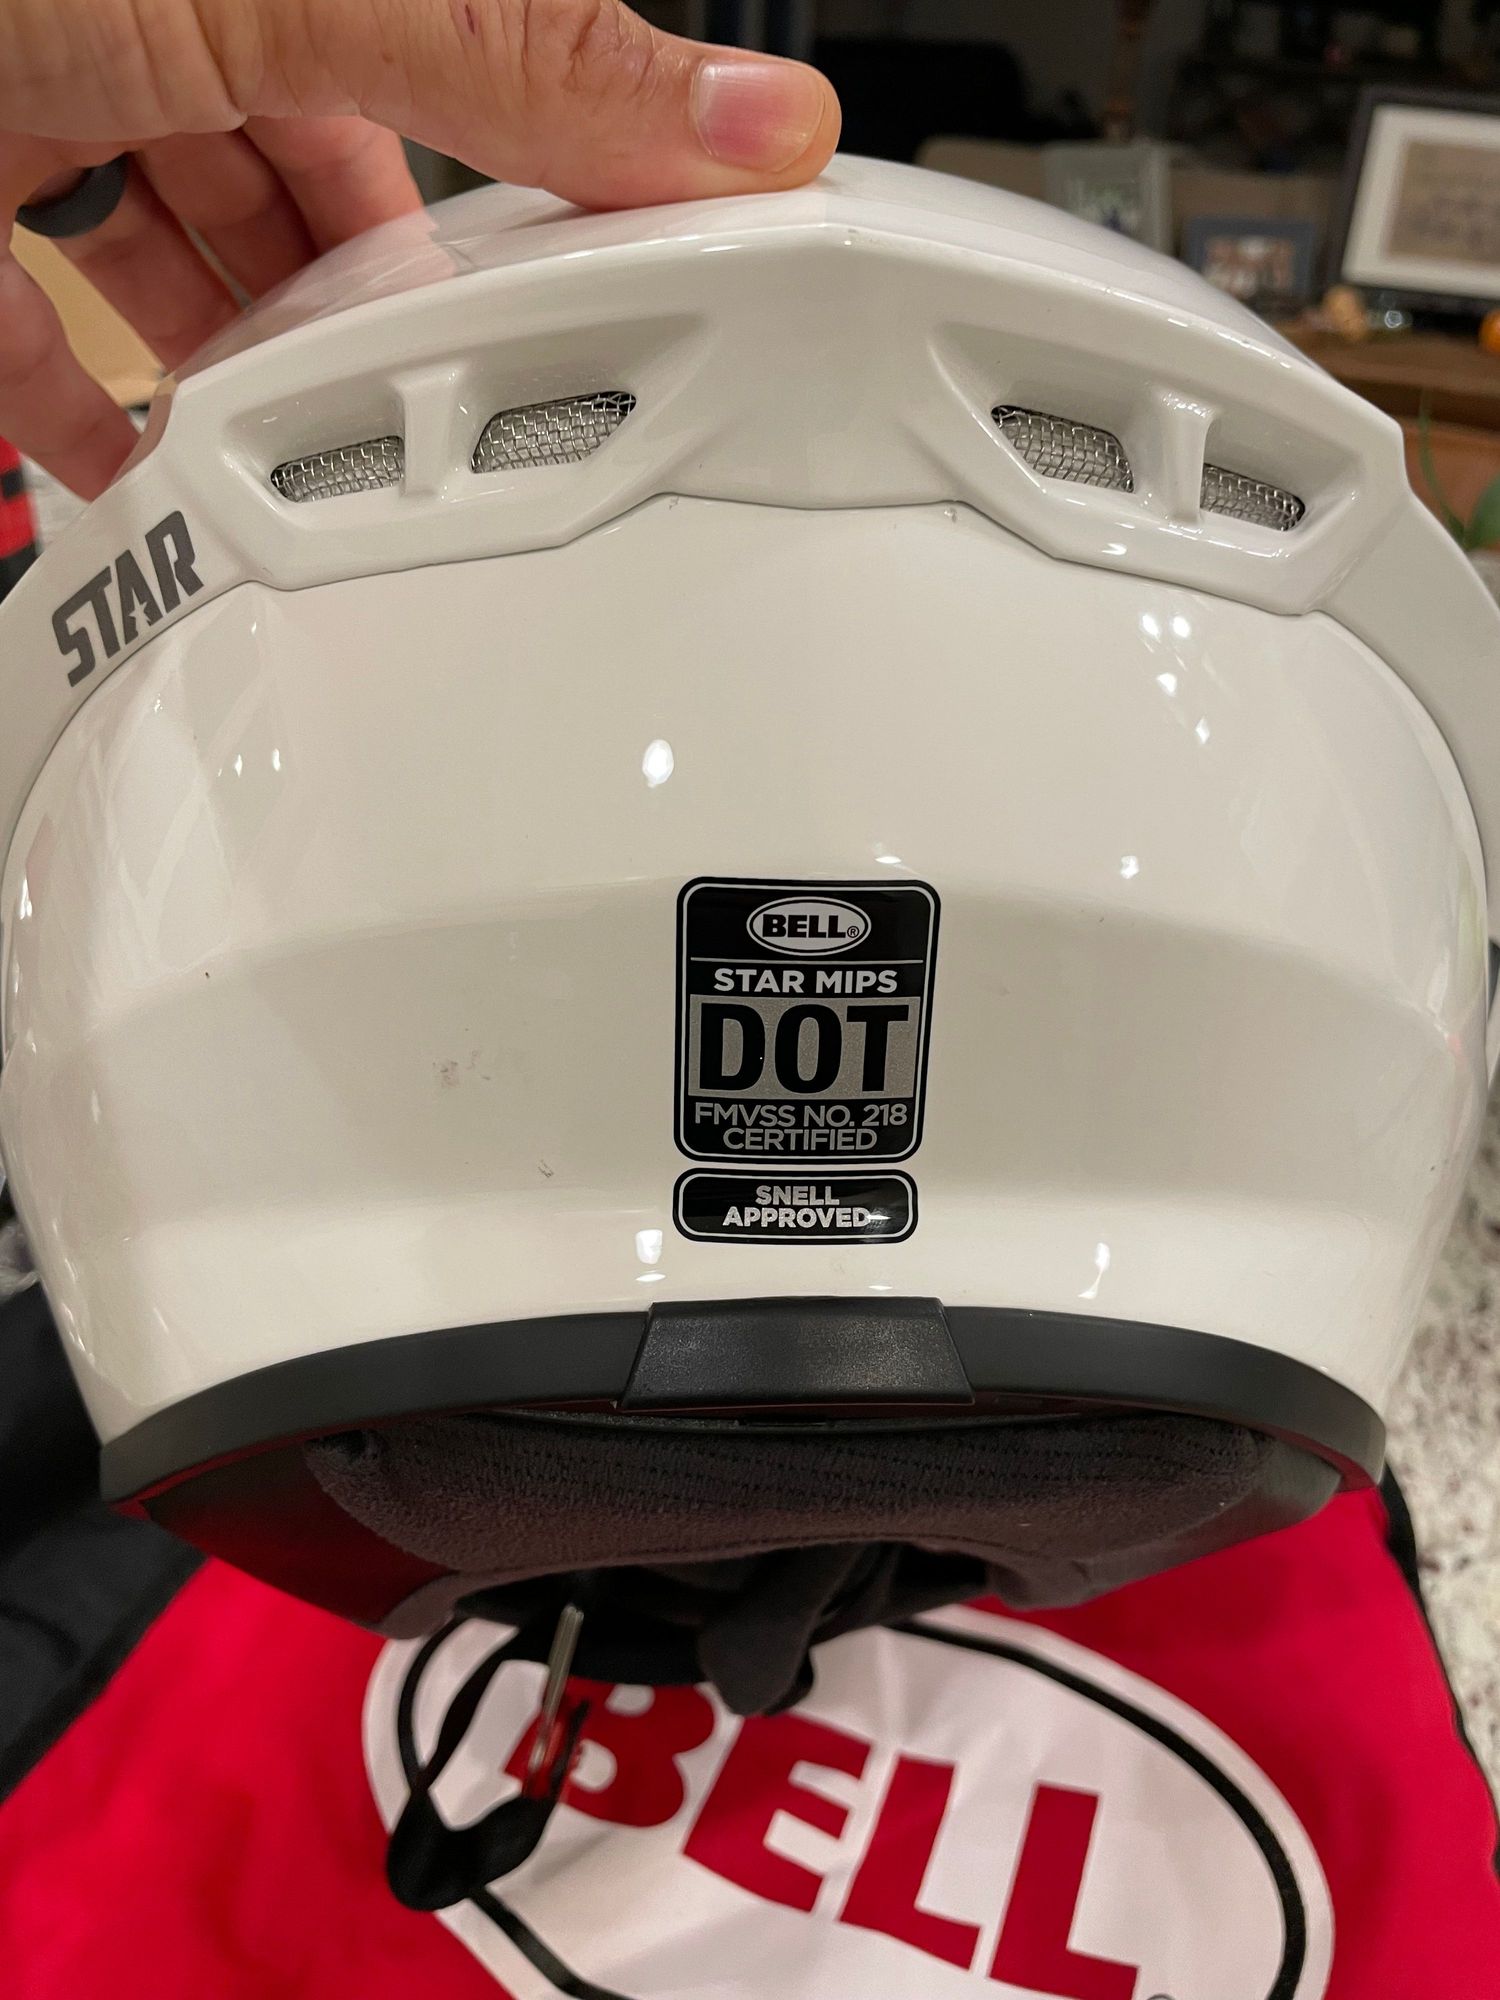 STAR
BELL®
STAR MIPS
DOT
FMVSS NO. 218
CERTIFIED
SNELL
APPROVED
BELL